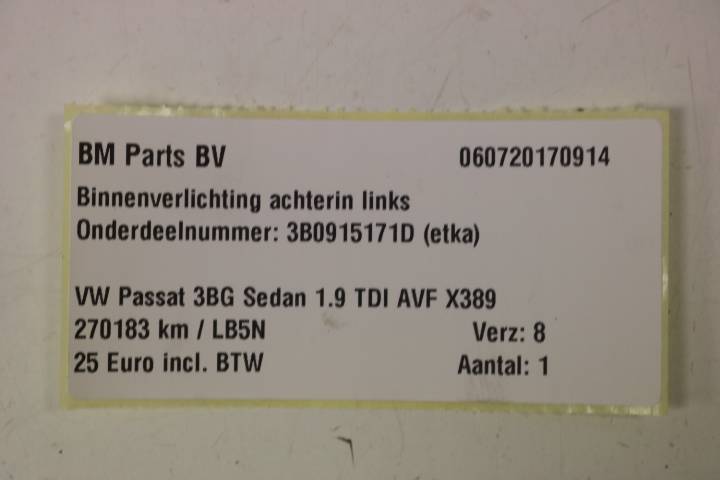 BM Parts BV 060720170914
Binnenverlichting achterin links
Onderdeelnummer: 3B0915171D (etka)
VW Passat 3BG Sedan 1.9 TDI AVF X389
270183 km / LB5N Verz: 8
25 Euro incl. BTW Aantal: 1